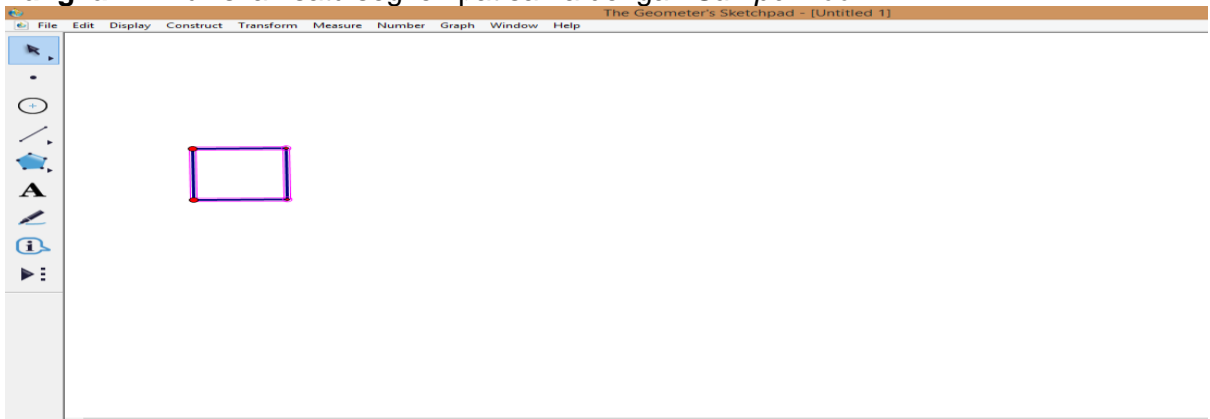 The Geometer's Sketchpad - [Untitled 1]
File Edit Display Construct Transform Measure Number Graph Window Help
A